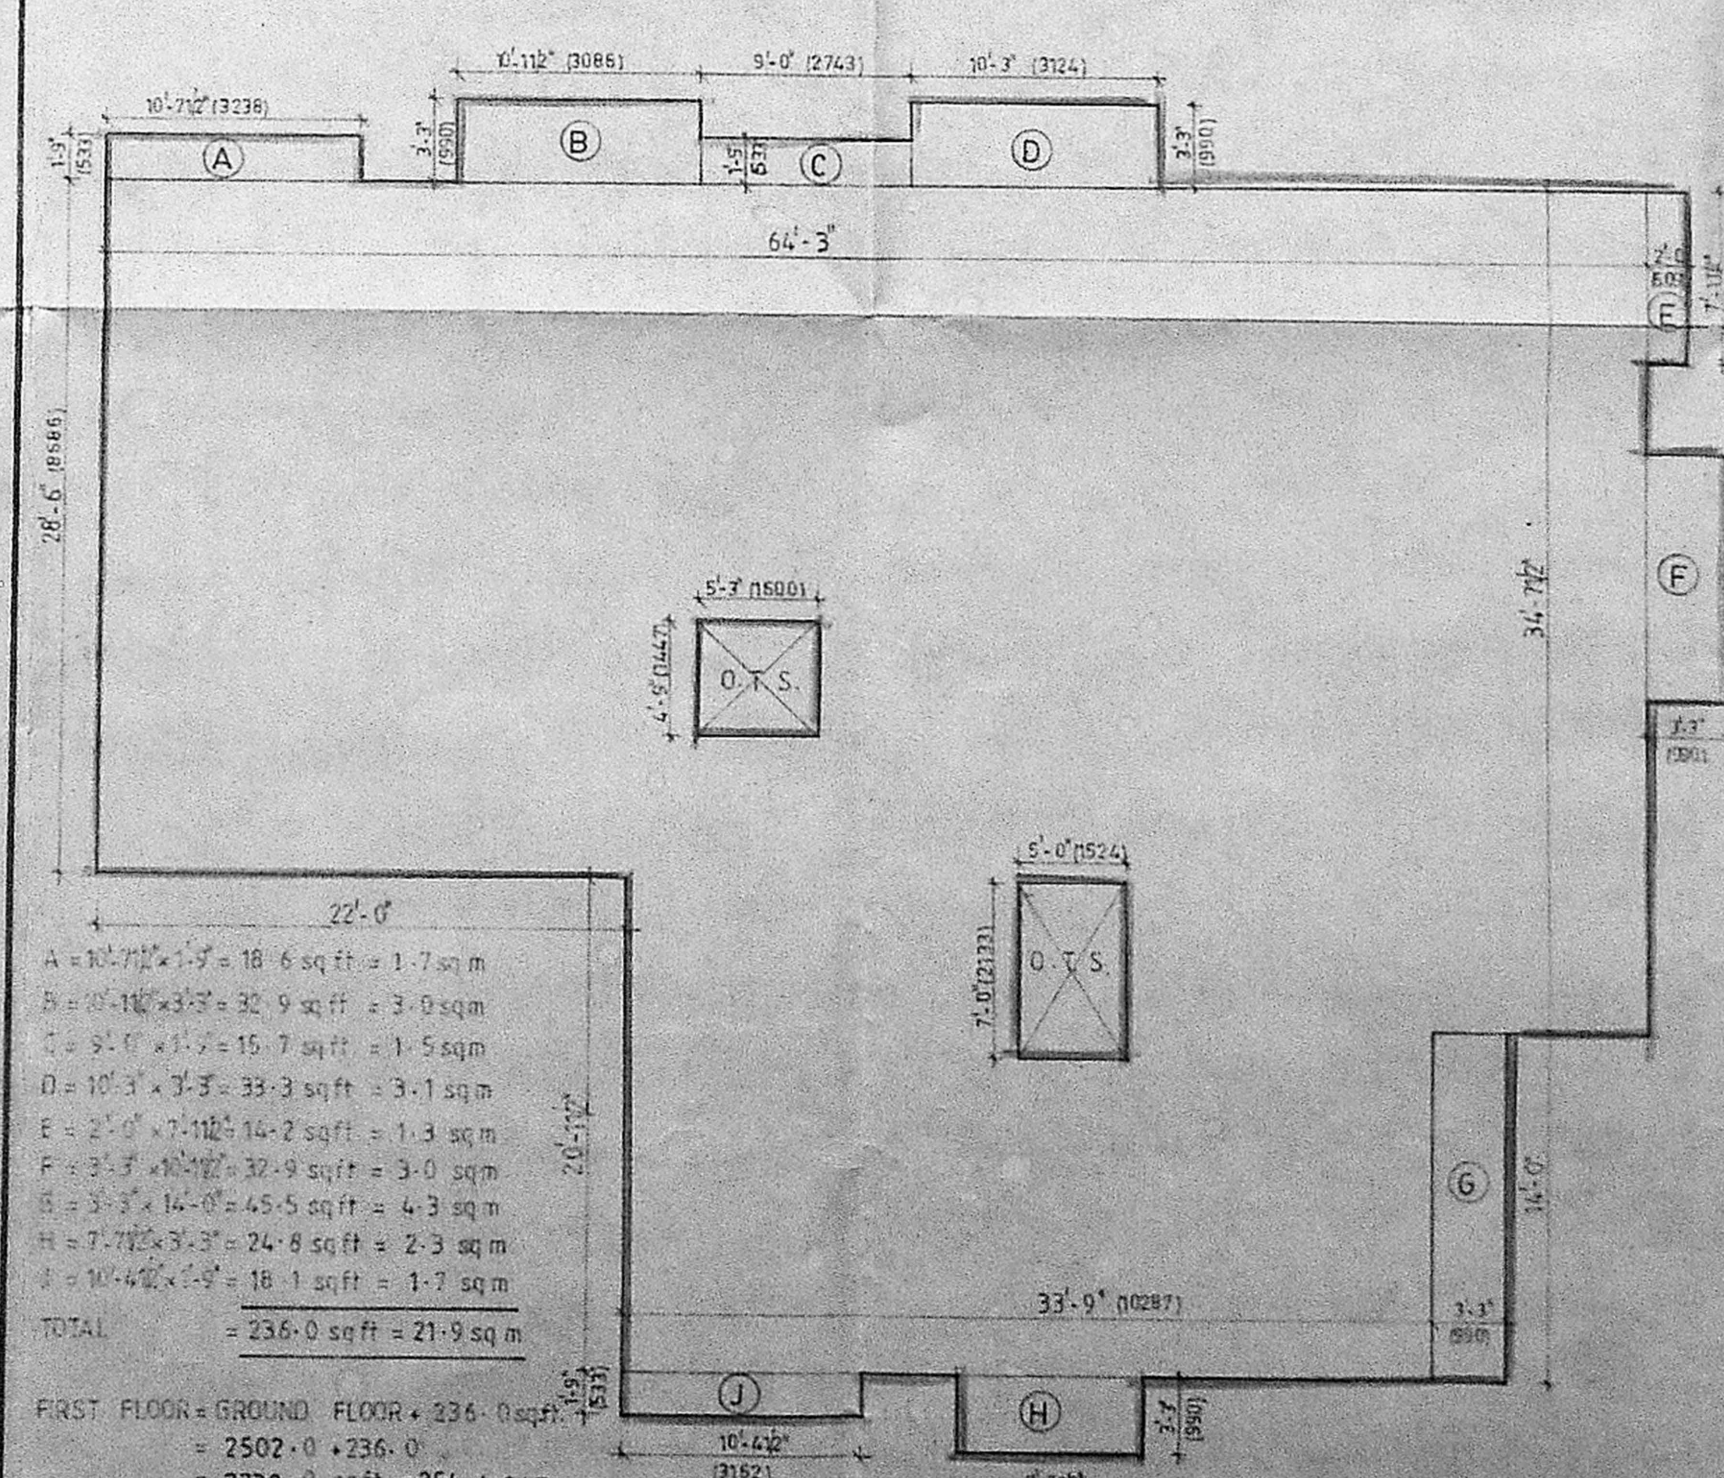 10'-11½" (3086)
9'-0" (2743)
10'-3" (3124)
10'-7½" (3238)
1'-9" (533)
A
3'-3" (990)
B
1'-9" 533
C
D
3'-3" (990)
64'-3"
2'-0
E
28'-6" (8686)
F
34'-7½"
5'-3" (1600)
4'-9" (1447)
O.T.S.
3'-3"
(990)
5'-0" (1524)
7'-0" (2133)
O.T.S.
22'-0"
A = 10'-7½" × 1'-9" = 18.6 sq ft = 1.7 sq m
B = 10'-11½" × 3'-3" = 32.9 sq ft = 3.0 sq m
C = 9'-0" × 1'-9" = 15.7 sq ft = 1.5 sq m
D = 10'-3" × 3'-3" = 33.3 sq ft = 3.1 sq m
E = 2'-0" × 7'-1½" = 14.2 sq ft = 1.3 sq m
F = 3'-3" × 10'-1½" = 32.9 sq ft = 3.0 sq m
G = 3'-3" × 14'-0" = 45.5 sq ft = 4.3 sq m
H = 7'-7½" × 3'-3" = 24.8 sq ft = 2.3 sq m
J = 10'-4½" × 1'-9" = 18.1 sq ft = 1.7 sq m
TOTAL = 236.0 sq ft = 21.9 sq m
20'-1½"
G
14'-0"
33'-9" (10287)
3'-3"
(990)
1'-9" (533)
J
H
3'-3" (990)
10'-4½"
(3162)
FIRST FLOOR = GROUND FLOOR + 236.0 sq ft.
= 2502.0 + 236.0